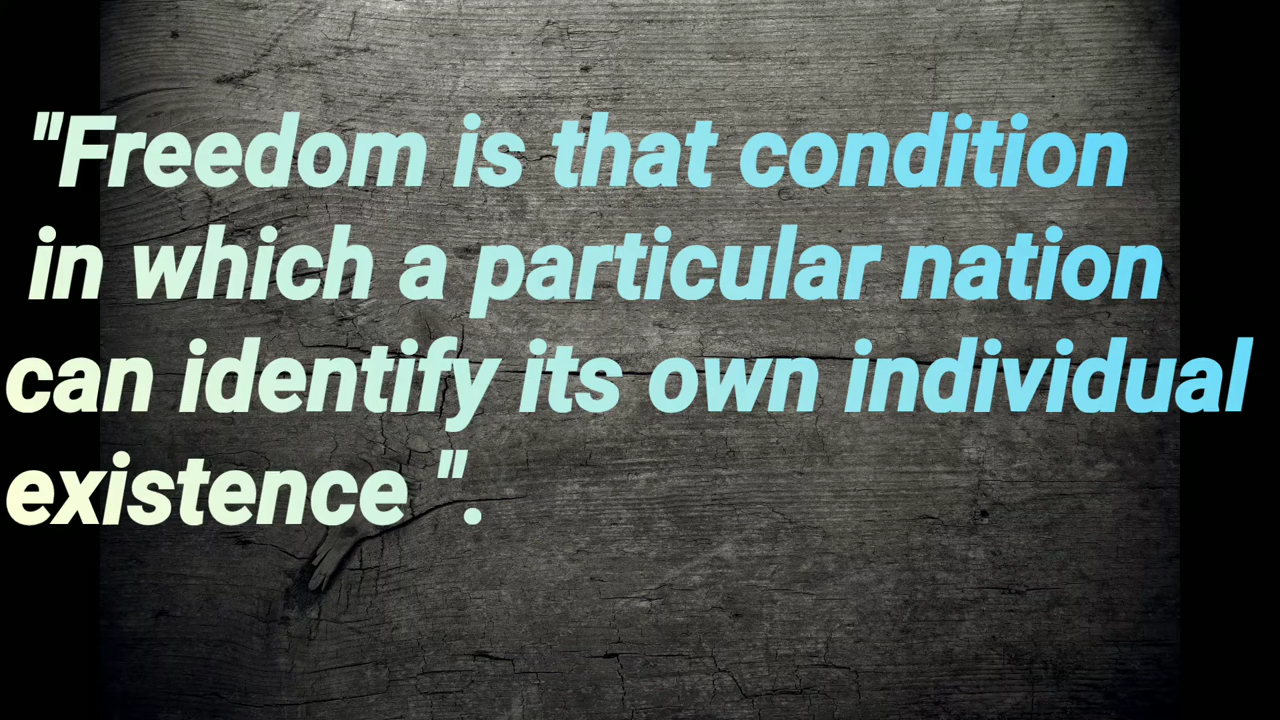 "Freedom is that condition
in which a particular nation
can identify its own individual
existence ".